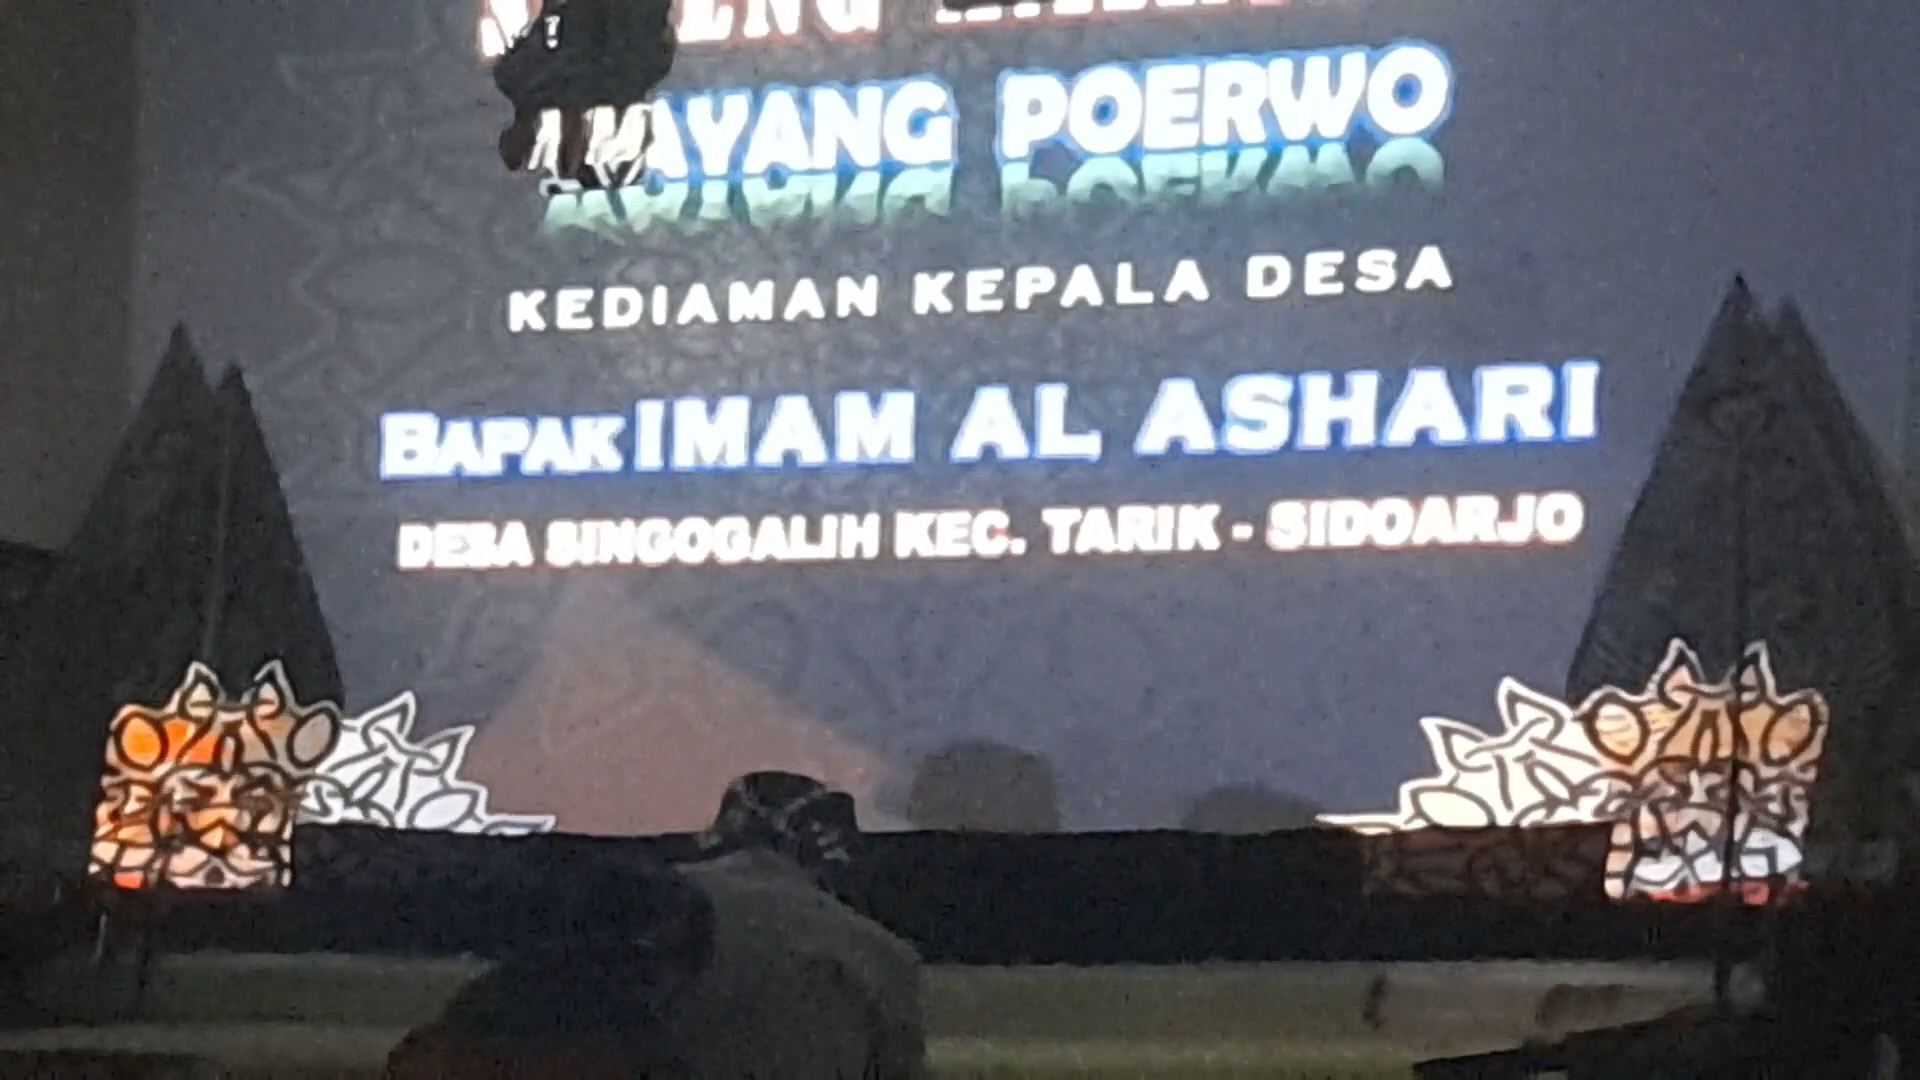 WAYANG POERWO
KEDIAMAN KEPALA DESA
BAPAK IMAM AL ASHARI
DESA SINGOGALIH KEC. TARIK - SIDOARJO